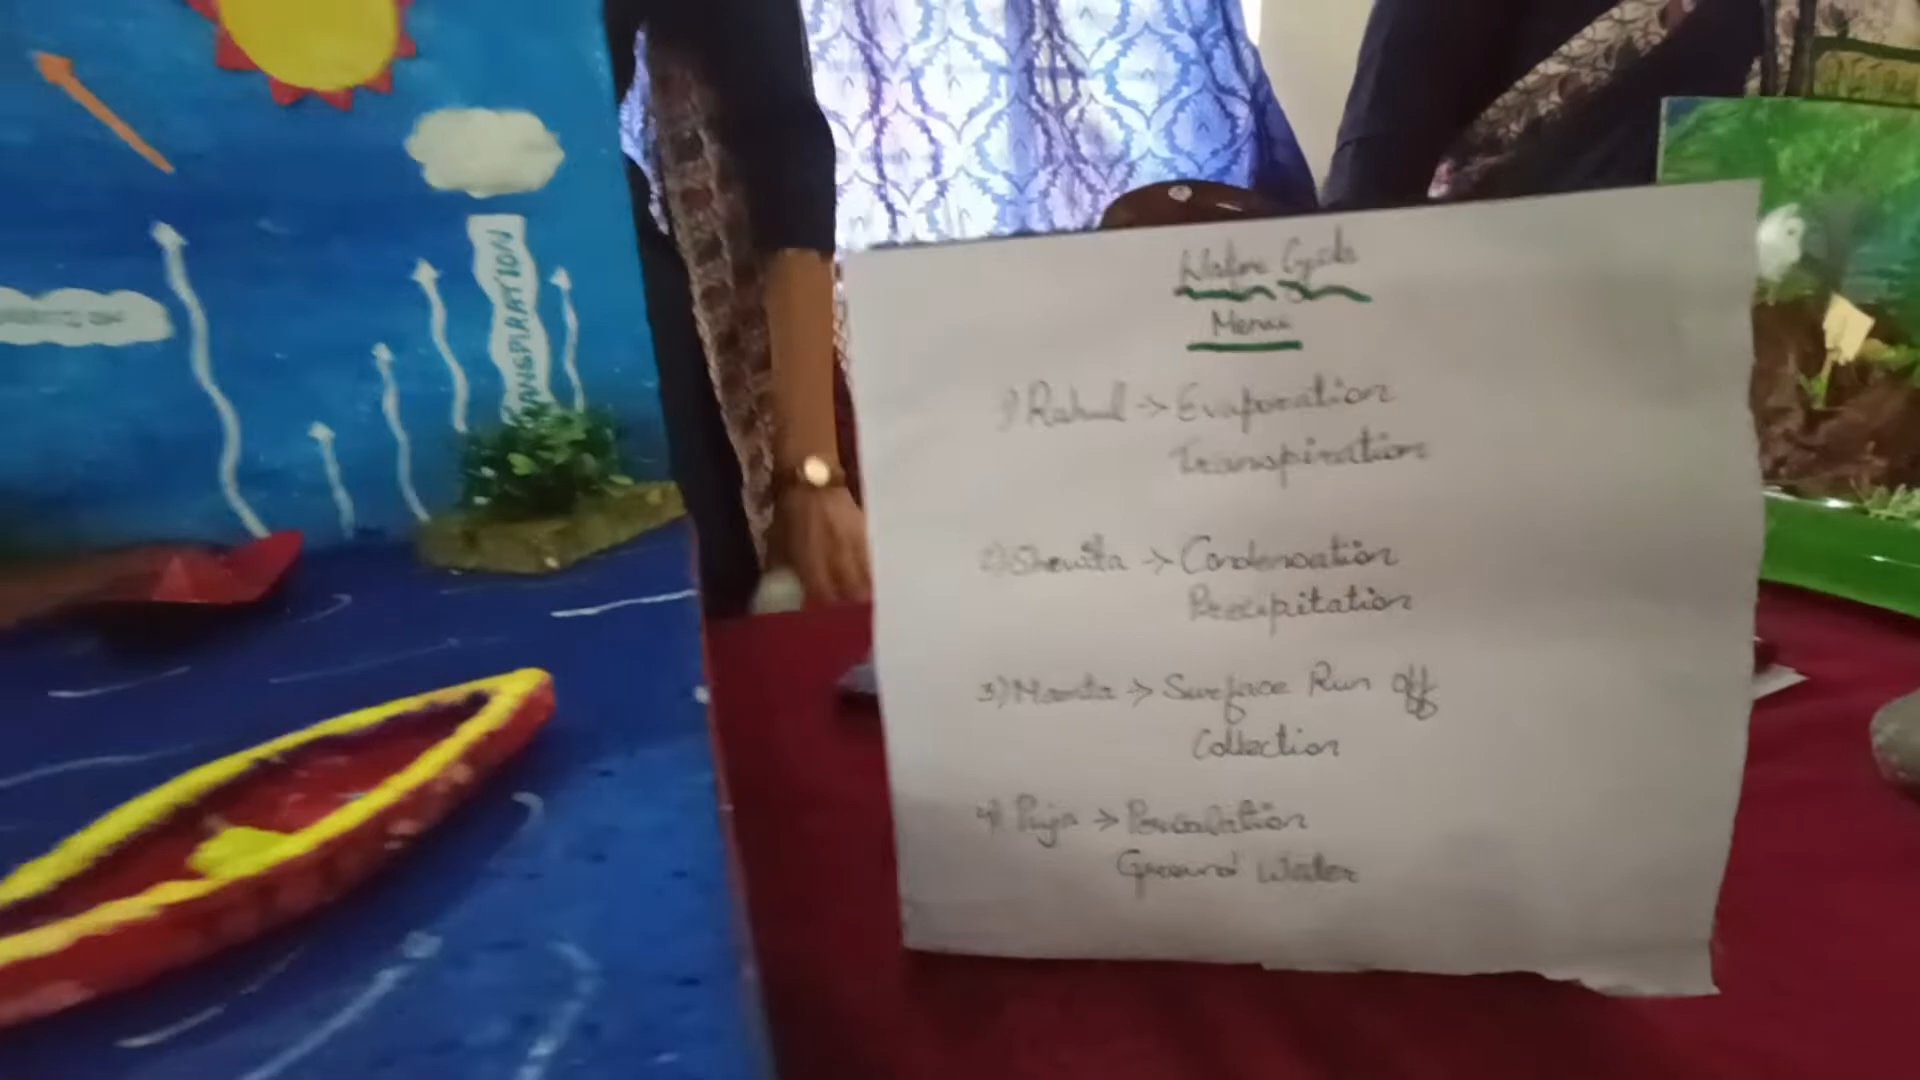 TRANSPIRATION
Water Cycle
Menu
1) Rahul → Evaporation
Transpiration
2) Shewita → Condensation
Precipitation
3) Mamta → Surface Run off
Collection
4) Puja → Percolation
Ground Water